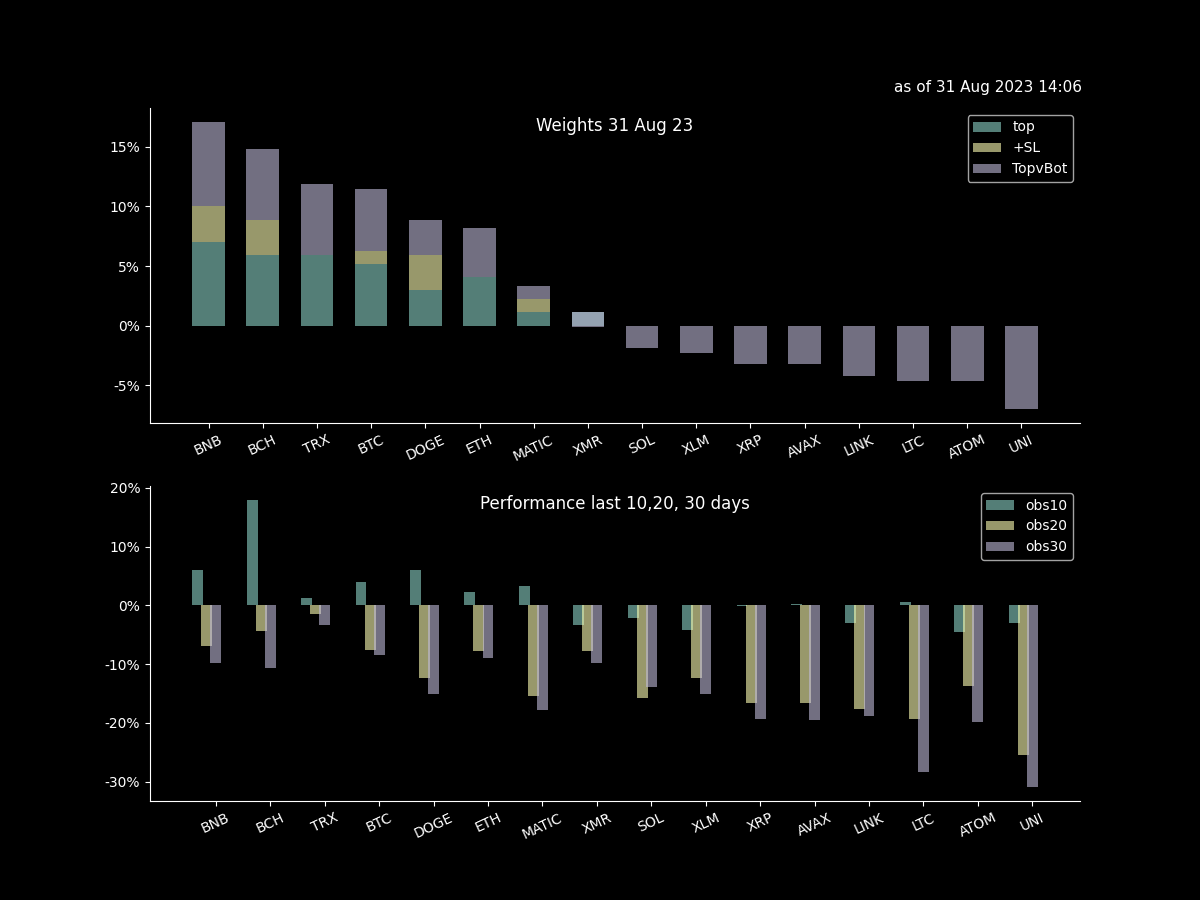 as of 31 Aug 2023 14:06
Weights 31 Aug 23
top
+SL
TopvBot
15%
10%
5%
0%
-5%
BNB BCH TRX BTC DOGE ETH MATIC XMR SOL XLM XRP AVAX LINK LTC ATOM UNI
Performance last 10,20, 30 days
obs10
obs20
obs30
20%
10%
0%
-10%
-20%
-30%
BNB BCH TRX BTC DOGE ETH MATIC XMR SOL XLM XRP AVAX LINK LTC ATOM UNI